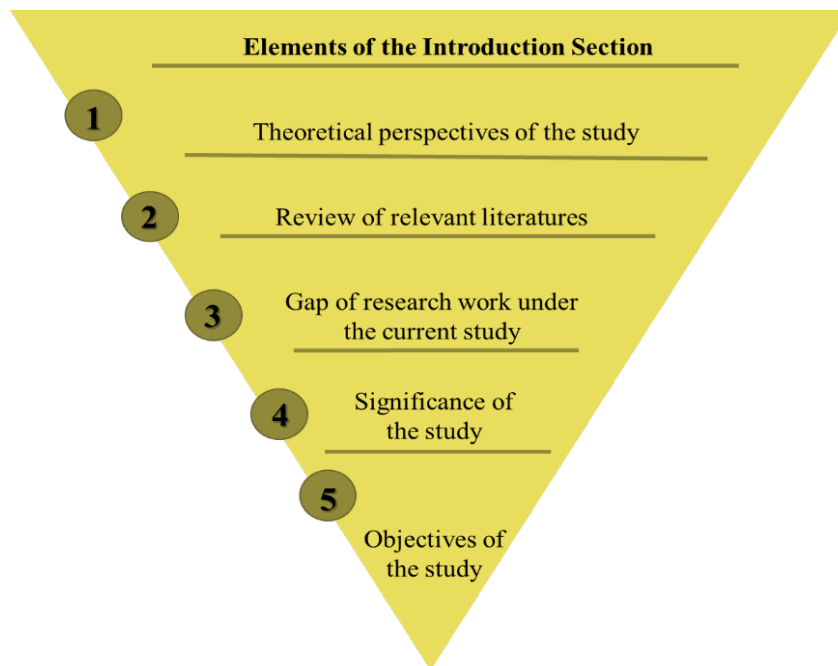 Elements of the Introduction Section
1
Theoretical perspectives of the study
2
Review of relevant literatures
3
Gap of research work under
the current study
4
Significance of
the study
5
Objectives of
the study